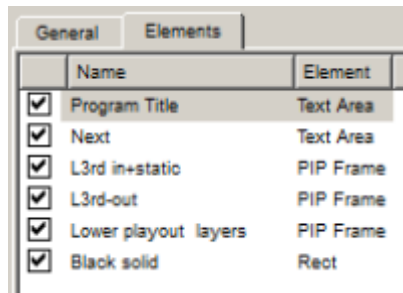 General Elements
Name Element
Program Title Text Area
Next Text Area
L3rd in+static PIP Frame
L3rd-out PIP Frame
Lower playout layers PIP Frame
Black solid Rect